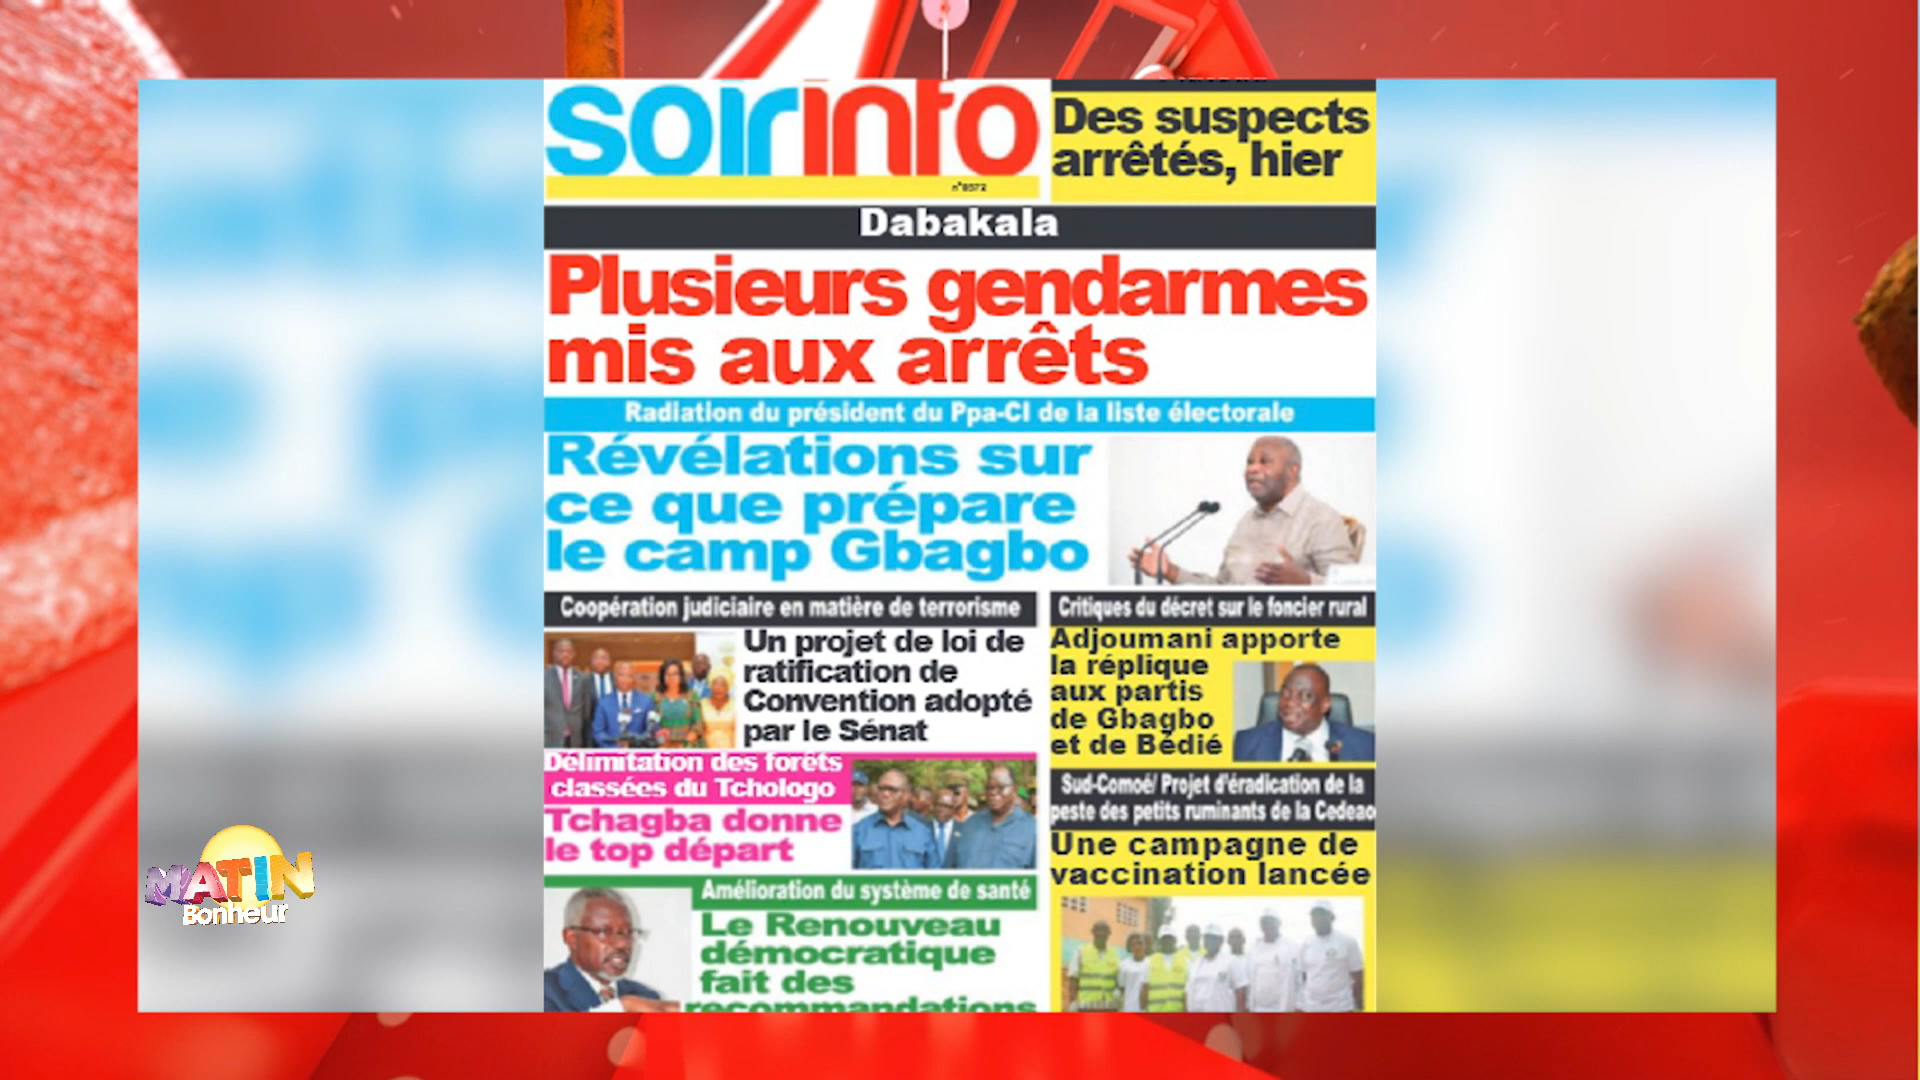 soirinfo
Des suspects
arrêtés, hier
Dabakala
Plusieurs gendarmes
mis aux arrêts
Radiation du président du Ppa-CI de la liste électorale
Révélations sur
ce que prépare
le camp Gbagbo
Coopération judiciaire en matière de terrorisme
Un projet de loi de
ratification de
Convention adopté
par le Sénat
Critiques du décret sur le foncier rural
Adjoumani apporte
la réplique
aux partis
de Gbagbo
et de Bédié
Délimitation des forêts
classées du Tchologo
Tchagba donne
le top départ
Sud-Comoé/ Projet d'éradication de la
peste des petits ruminants de la Cedeao
Une campagne de
vaccination lancée
Amélioration du système de santé
Le Renouveau
démocratique
fait des
recommandations
MATIN
Bonheur